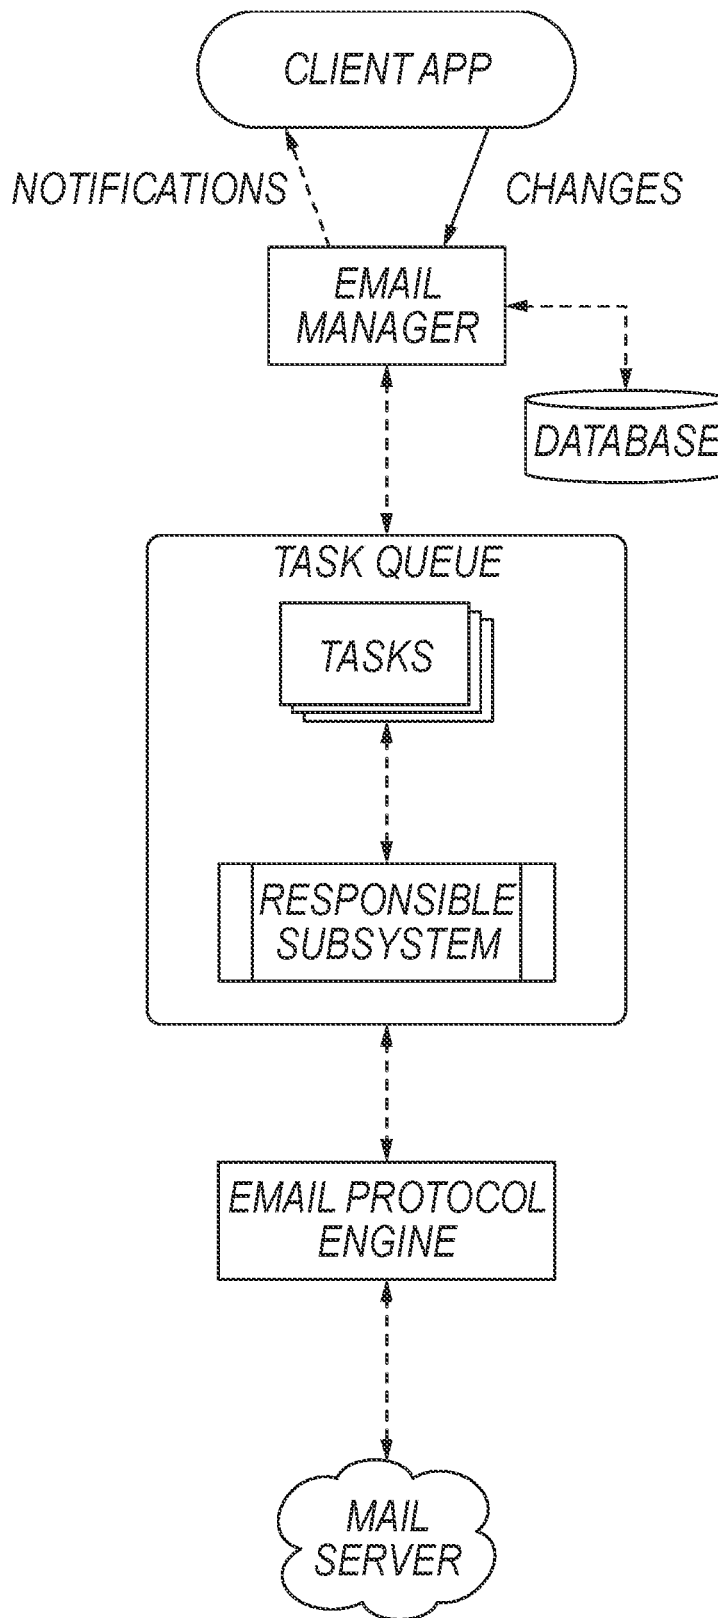 CLIENT APP
NOTIFICATIONS
CHANGES
EMAIL
MANAGER
DATABASE
TASK QUEUE
TASKS
RESPONSIBLE
SUBSYSTEM
EMAIL PROTOCOL
ENGINE
MAIL
SERVER